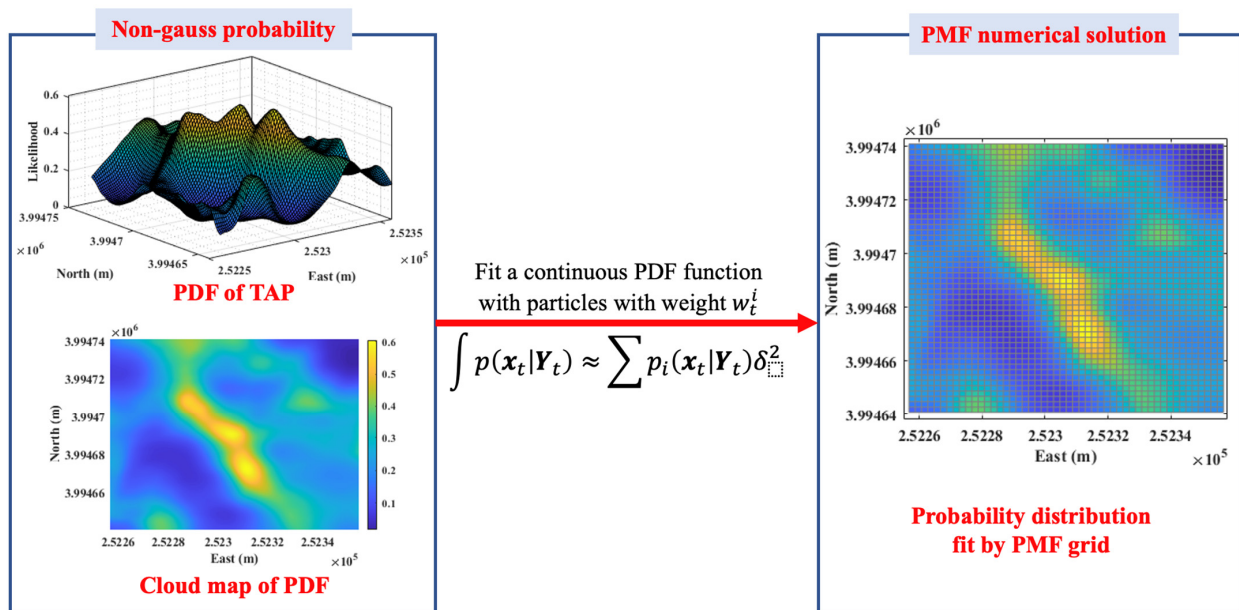 Non-gauss probability
0.6
0.4
0.2
0
Likelihood
3.99475
3.9947
3.99465
×10⁶
North (m)
2.5225
2.523
2.5235
×10⁵
East (m)
PDF of TAP
×10⁶
3.99474
3.99472
3.9947
3.99468
3.99466
North (m)
2.5226
2.5228
2.523
2.5232
2.5234
East (m)
×10⁵
0.6
0.5
0.4
0.3
0.2
0.1
Cloud map of PDF
Fit a continuous PDF function
with particles with weight wₜⁱ
∫ p(xₜ|Yₜ) ≈ ∑ pᵢ(xₜ|Yₜ)δ²
PMF numerical solution
×10⁶
3.99474
3.99472
3.9947
3.99468
3.99466
3.99464
North (m)
2.5226
2.5228
2.523
2.5232
2.5234
East (m)
×10⁵
Probability distribution
fit by PMF grid